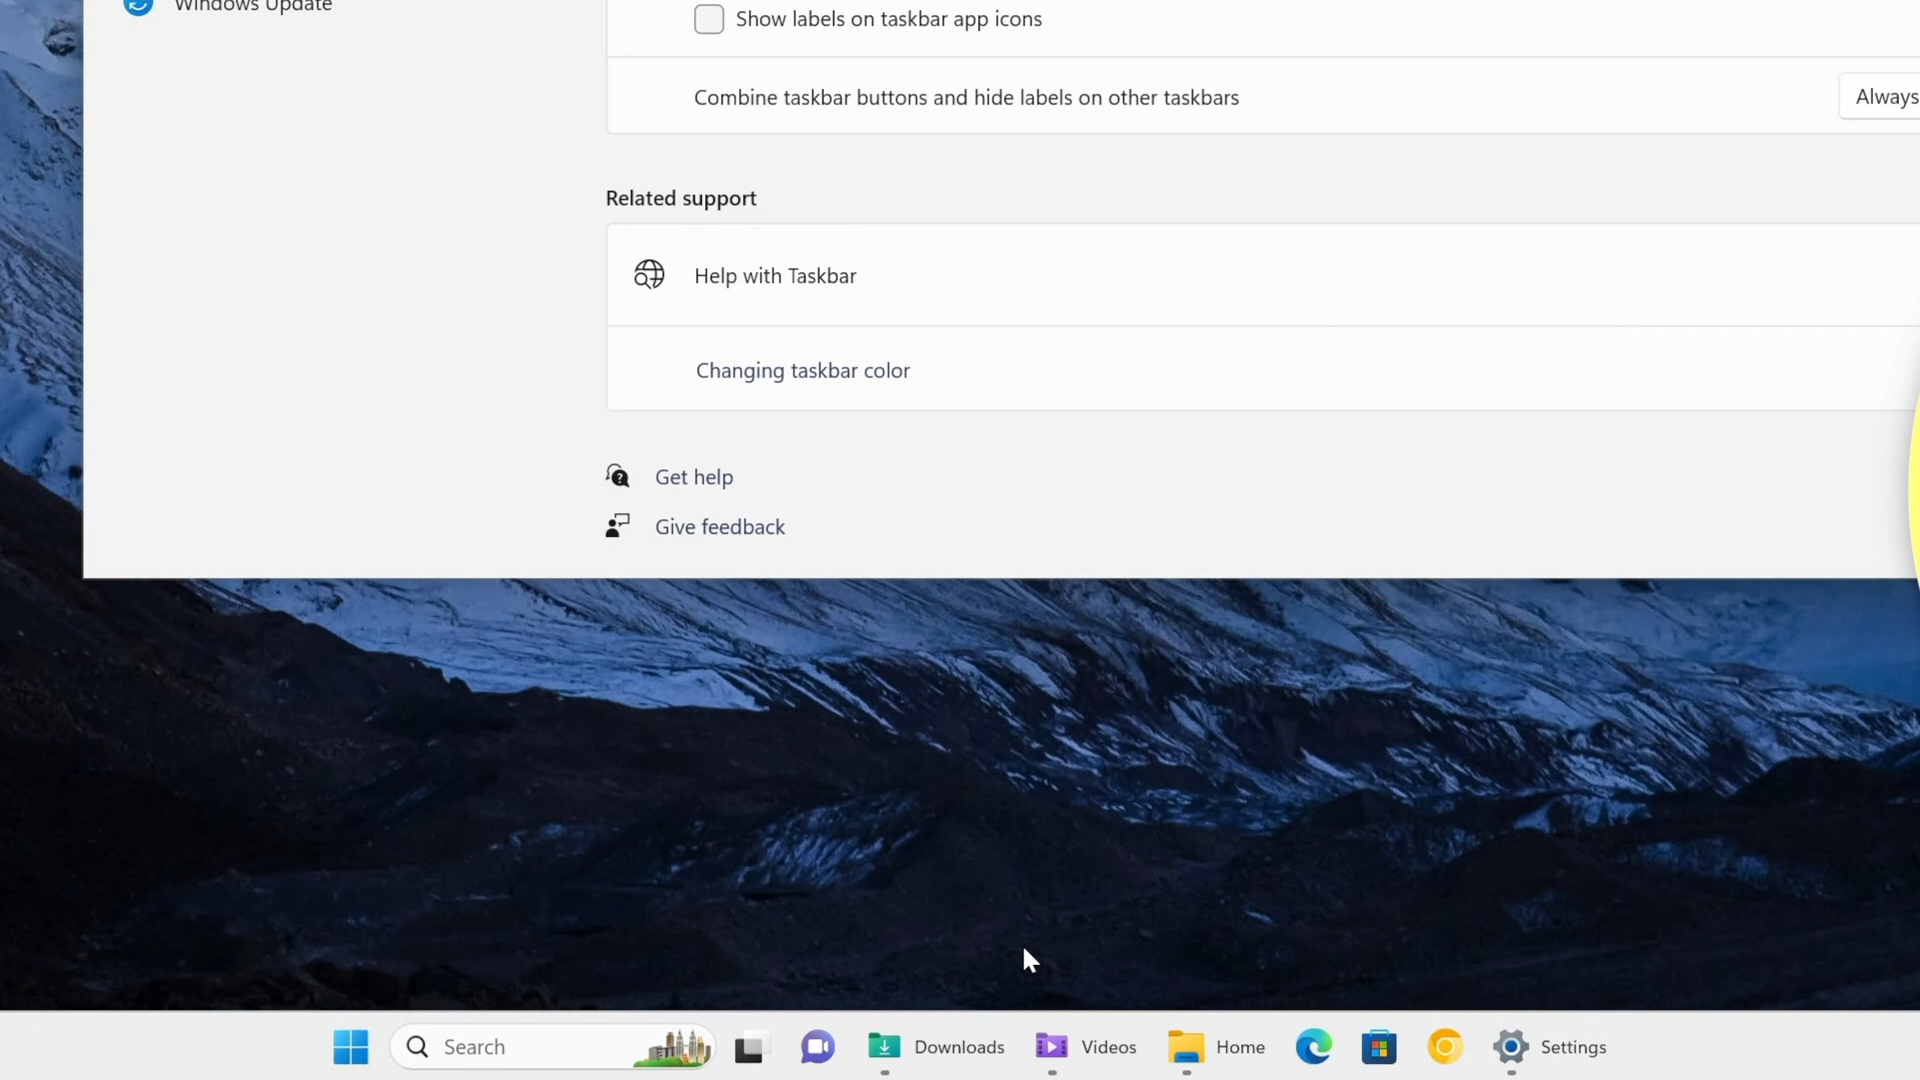 Windows Update
Show labels on taskbar app icons
Combine taskbar buttons and hide labels on other taskbars
Always
Related support
Help with Taskbar
Changing taskbar color
Get help
Give feedback
Search
Downloads
Videos
Home
Settings